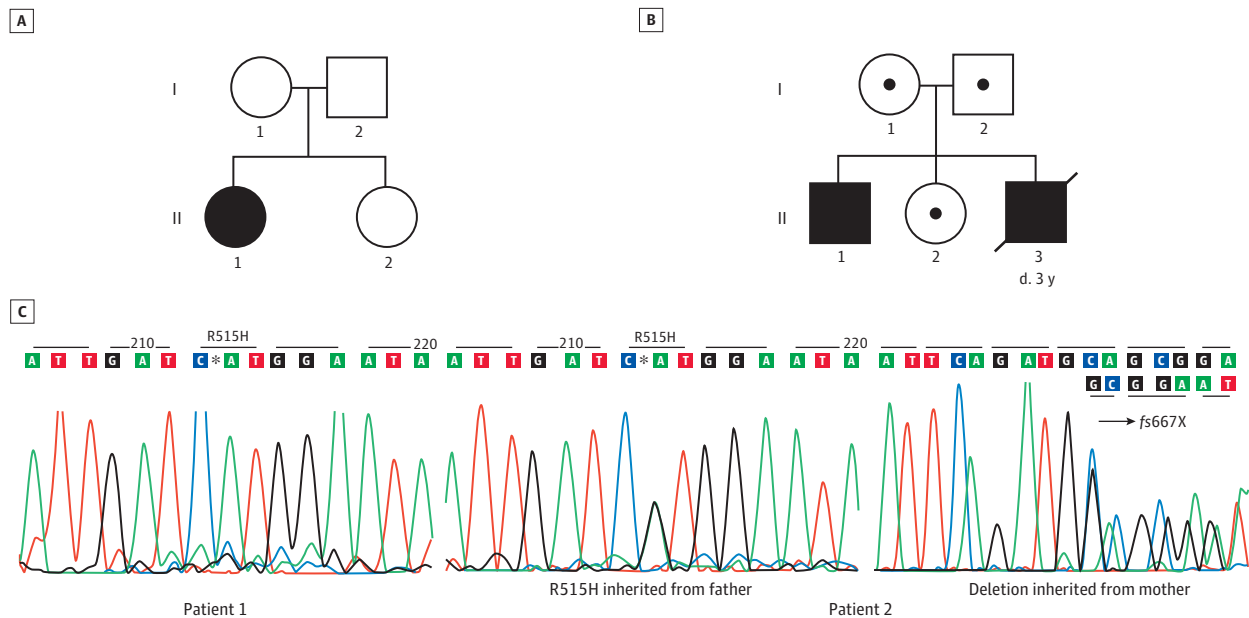 A
B
I
1
2
I
1
2
II
1
2
II
1
2
3
d. 3 y
C
210 R515H 220
A T T G A T C * A T G G A A T A
210 R515H 220
A T T G A T C * A T G G A A T A
A T T C A G A T G C A G C G G A
G C G G A A T
fs667X
R515H inherited from father
Deletion inherited from mother
Patient 1
Patient 2